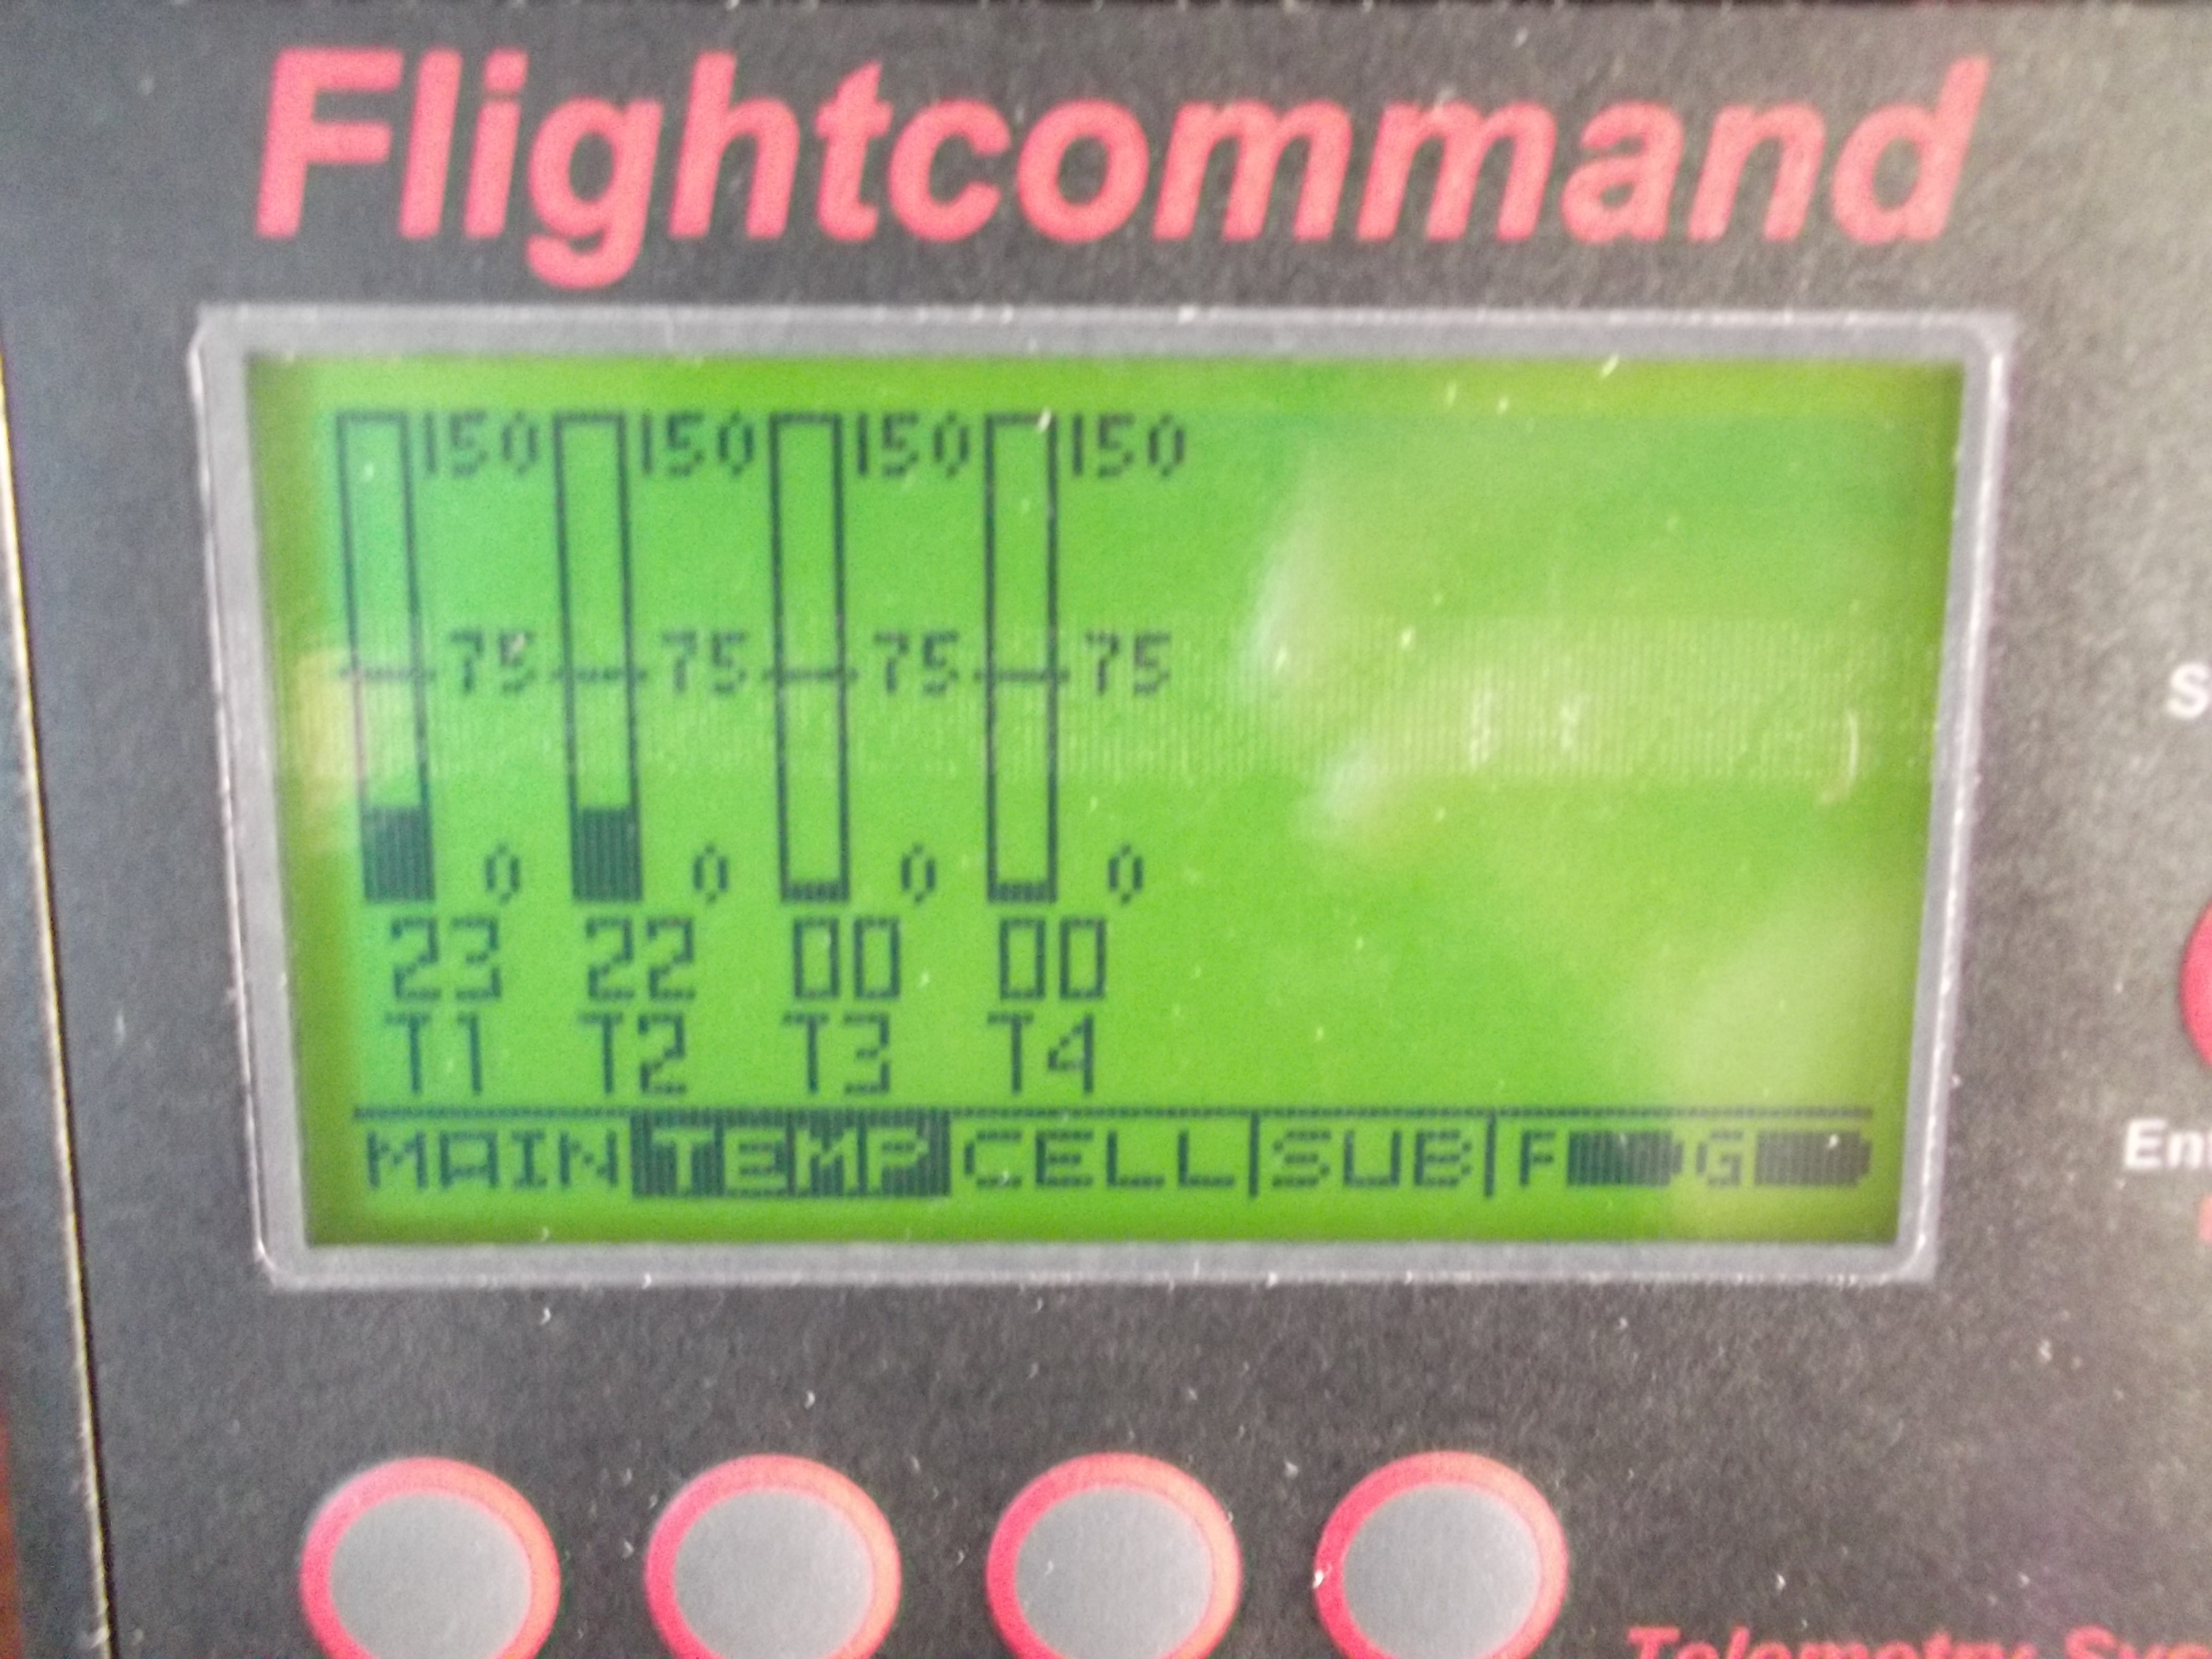 Flightcommand
150 150 150 150
75 75 75 75
0 0 0 0
23 22 00 00
T1 T2 T3 T4
MAIN TEMP CELL SUB F G
Telemetry